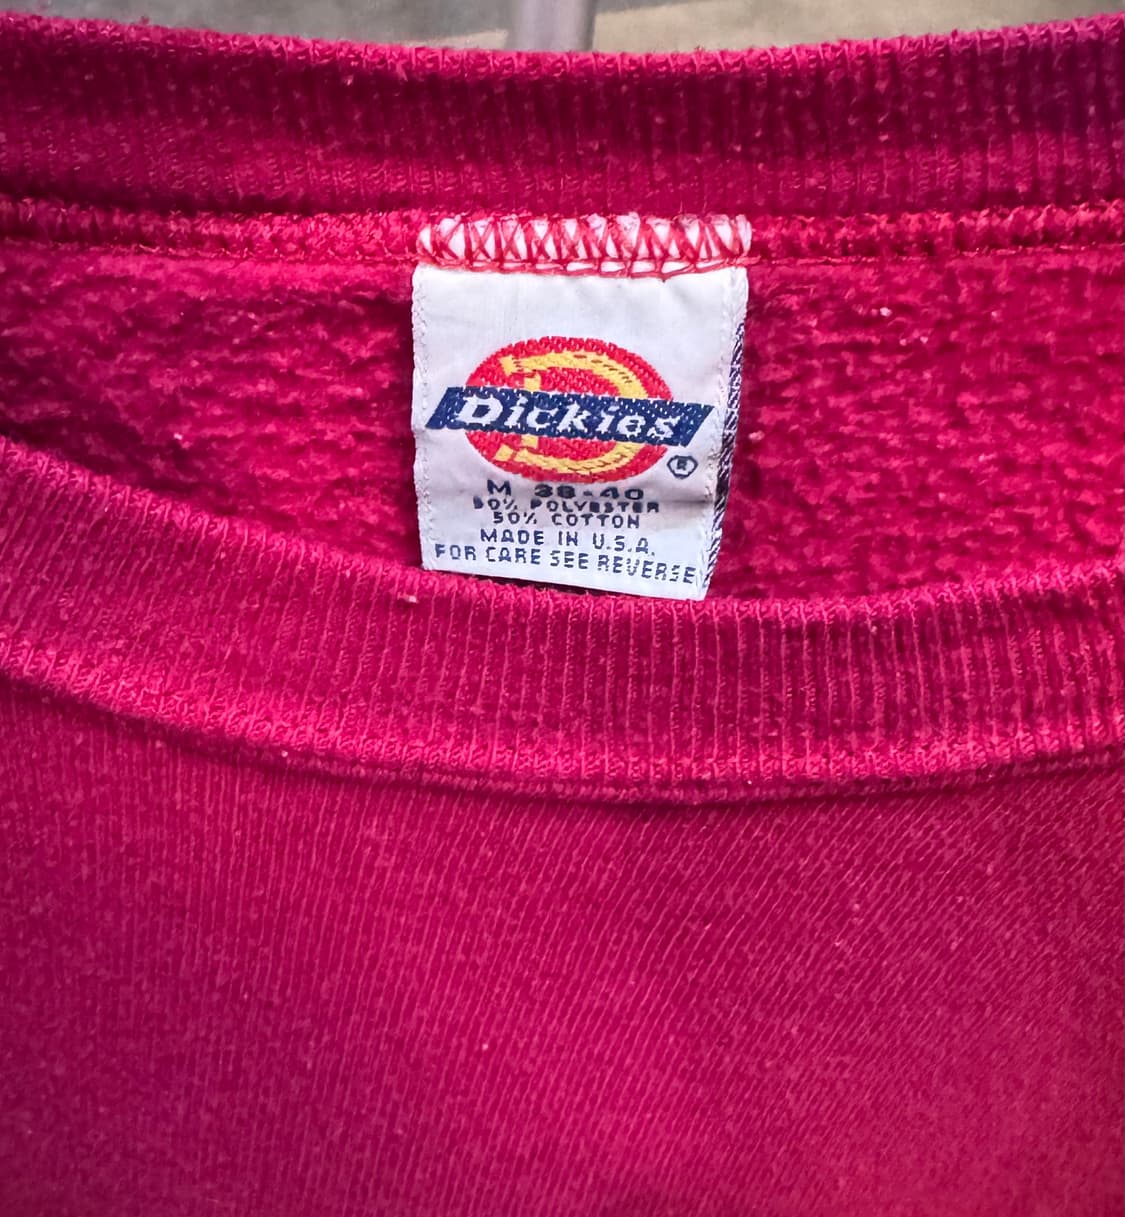 Dickies
®
M 38-40
50% POLYESTER
50% COTTON
MADE IN U.S.A.
FOR CARE SEE REVERSE